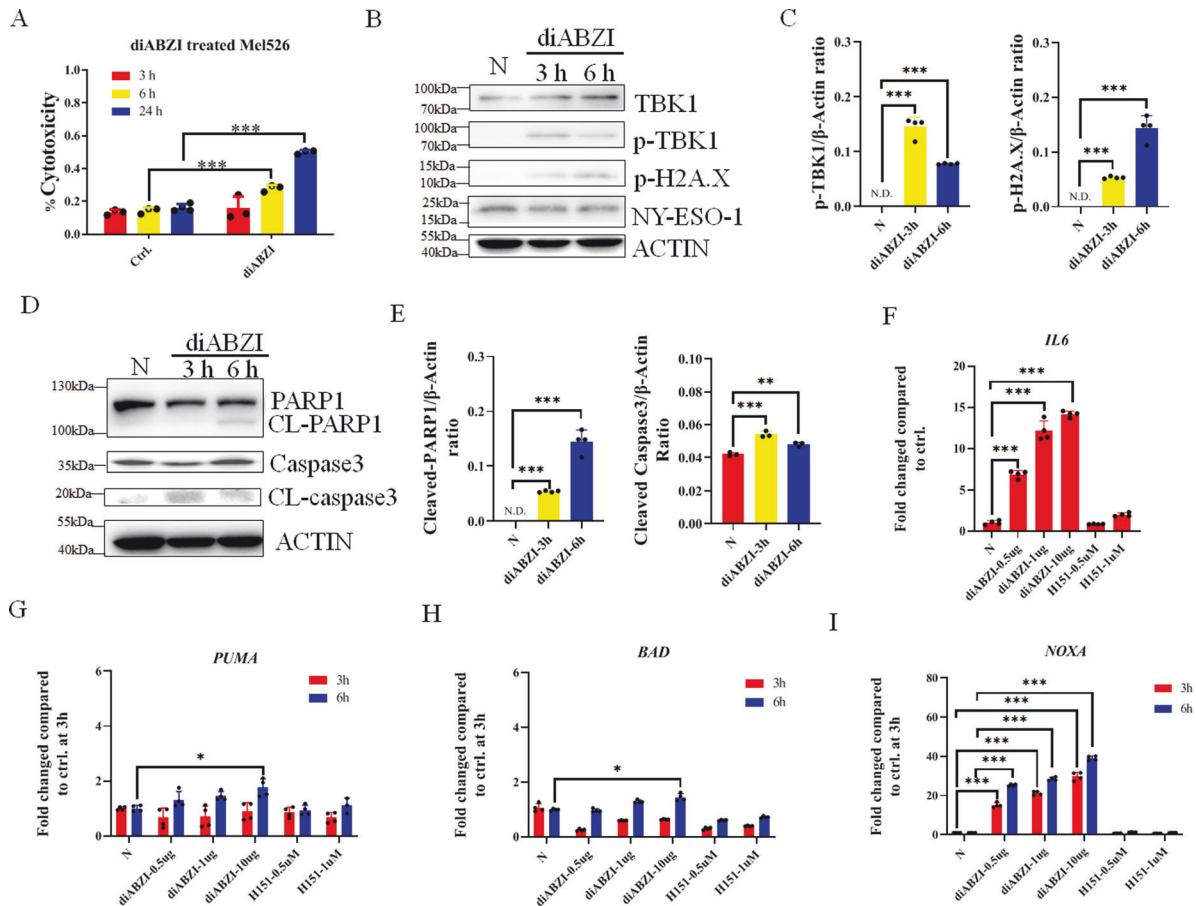 A
diABZI treated Mel526
% Cytotoxicity
1.0
0.8
0.6
0.4
0.2
0.0
3 h
6 h
24 h
***
***
Ctrl.
diABZI
B
diABZI
N 3 h 6 h
100kDa
70kDa
TBK1
100kDa
70kDa
p-TBK1
15kDa
10kDa
p-H2A.X
25kDa
15kDa
NY-ESO-1
55kDa
40kDa
ACTIN
C
p-TBK1/β-Actin ratio
0.3
0.2
0.1
0.0
***
***
N.D.
N
diABZI-3h
diABZI-6h
p-H2A.X/β-Actin ratio
0.3
0.2
0.1
0.0
***
***
N.D.
N
diABZI-3h
diABZI-6h
D
diABZI
N 3 h 6 h
130kDa
100kDa
PARP1
CL-PARP1
35kDa
Caspase3
20kDa
CL-caspase3
55kDa
40kDa
ACTIN
E
Cleaved-PARP1/β-Actin
ratio
0.3
0.2
0.1
0.0
***
***
N.D.
N
diABZI-3h
diABZI-6h
Cleaved Caspase3/β-Actin
Ratio
0.10
0.08
0.06
0.04
0.02
0.00
**
***
N
diABZI-3h
diABZI-6h
F
IL6
Fold changed compared
to ctrl.
20
15
10
5
0
***
***
***
N
diABZI-0.5ug
diABZI-1ug
diABZI-10ug
H151-0.5uM
H151-1uM
G
PUMA
Fold changed compared
to ctrl. at 3h
6
4
2
0
3h
6h
*
N
diABZI-0.5ug
diABZI-1ug
diABZI-10ug
H151-0.5uM
H151-1uM
H
BAD
Fold changed compared
to ctrl. at 3h
6
4
2
0
3h
6h
*
N
diABZI-0.5ug
diABZI-1ug
diABZI-10ug
H151-0.5uM
H151-1uM
I
NOXA
Fold changed compared
to ctrl. at 3h
80
60
40
20
0
3h
6h
***
***
***
***
***
***
N
diABZI-0.5ug
diABZI-1ug
diABZI-10ug
H151-0.5uM
H151-1uM